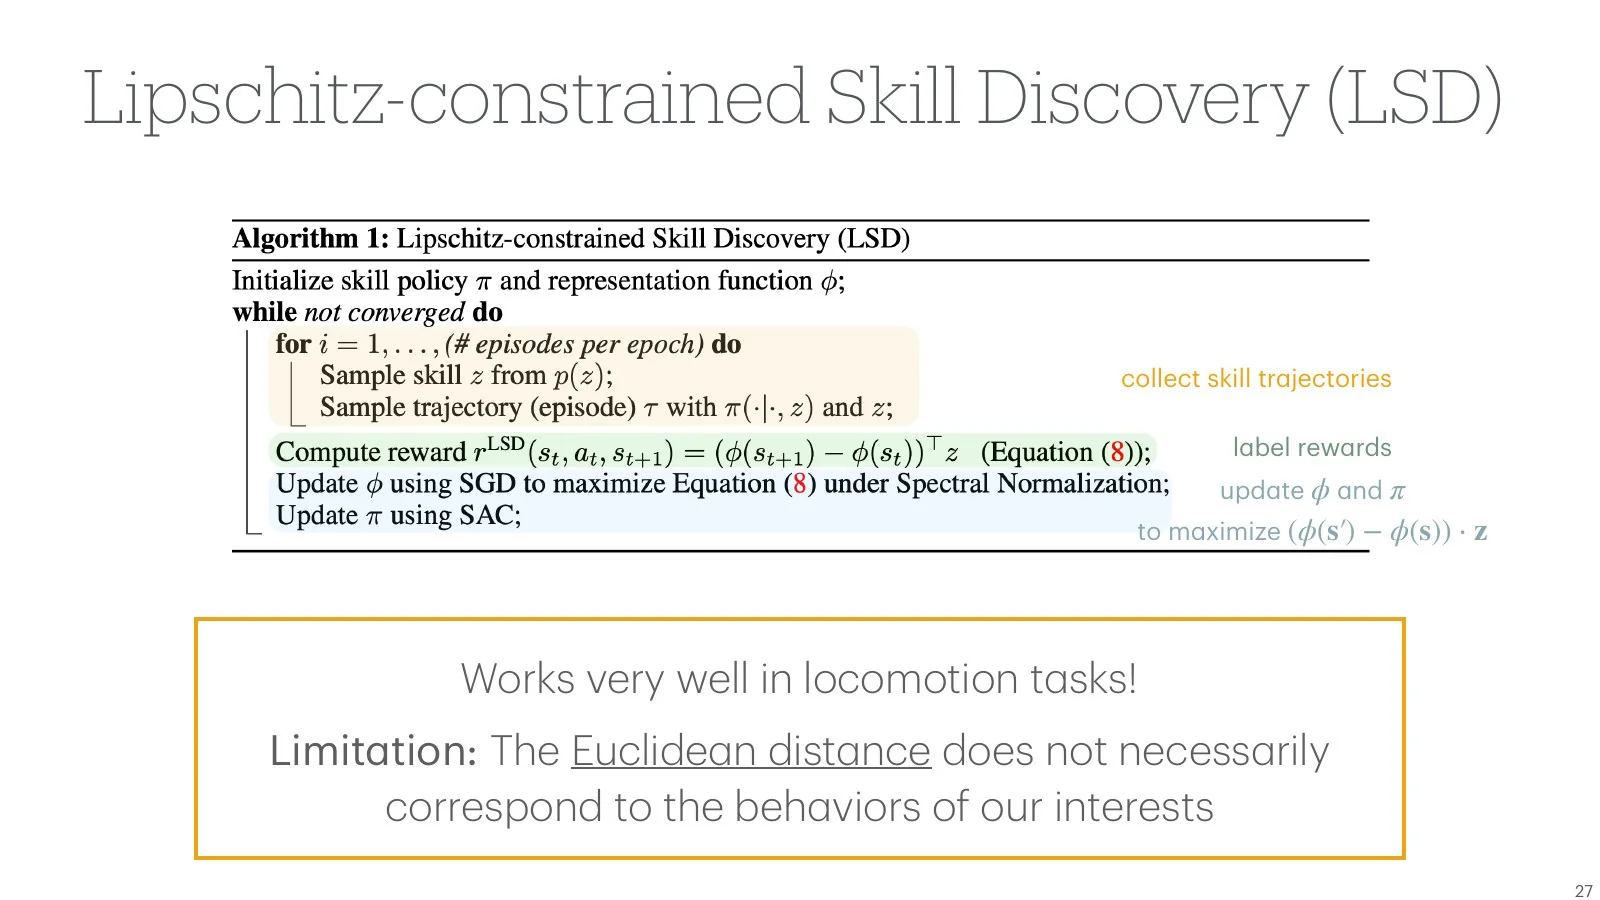 Lipschitz-constrained Skill Discovery (LSD)
Algorithm 1: Lipschitz-constrained Skill Discovery (LSD)
Initialize skill policy π and representation function ϕ;
while not converged do
for i = 1, . . . , (# episodes per epoch) do
Sample skill z from p(z);
Sample trajectory (episode) τ with π(·|·, z) and z;
collect skill trajectories
Compute reward r^LSD(s_t, a_t, s_{t+1}) = (ϕ(s_{t+1}) − ϕ(s_t))^⊤ z (Equation (8));
label rewards
Update ϕ using SGD to maximize Equation (8) under Spectral Normalization;
Update π using SAC;
update ϕ and π
to maximize (ϕ(s′) − ϕ(s)) · z
Works very well in locomotion tasks!
Limitation: The Euclidean distance does not necessarily
correspond to the behaviors of our interests
27